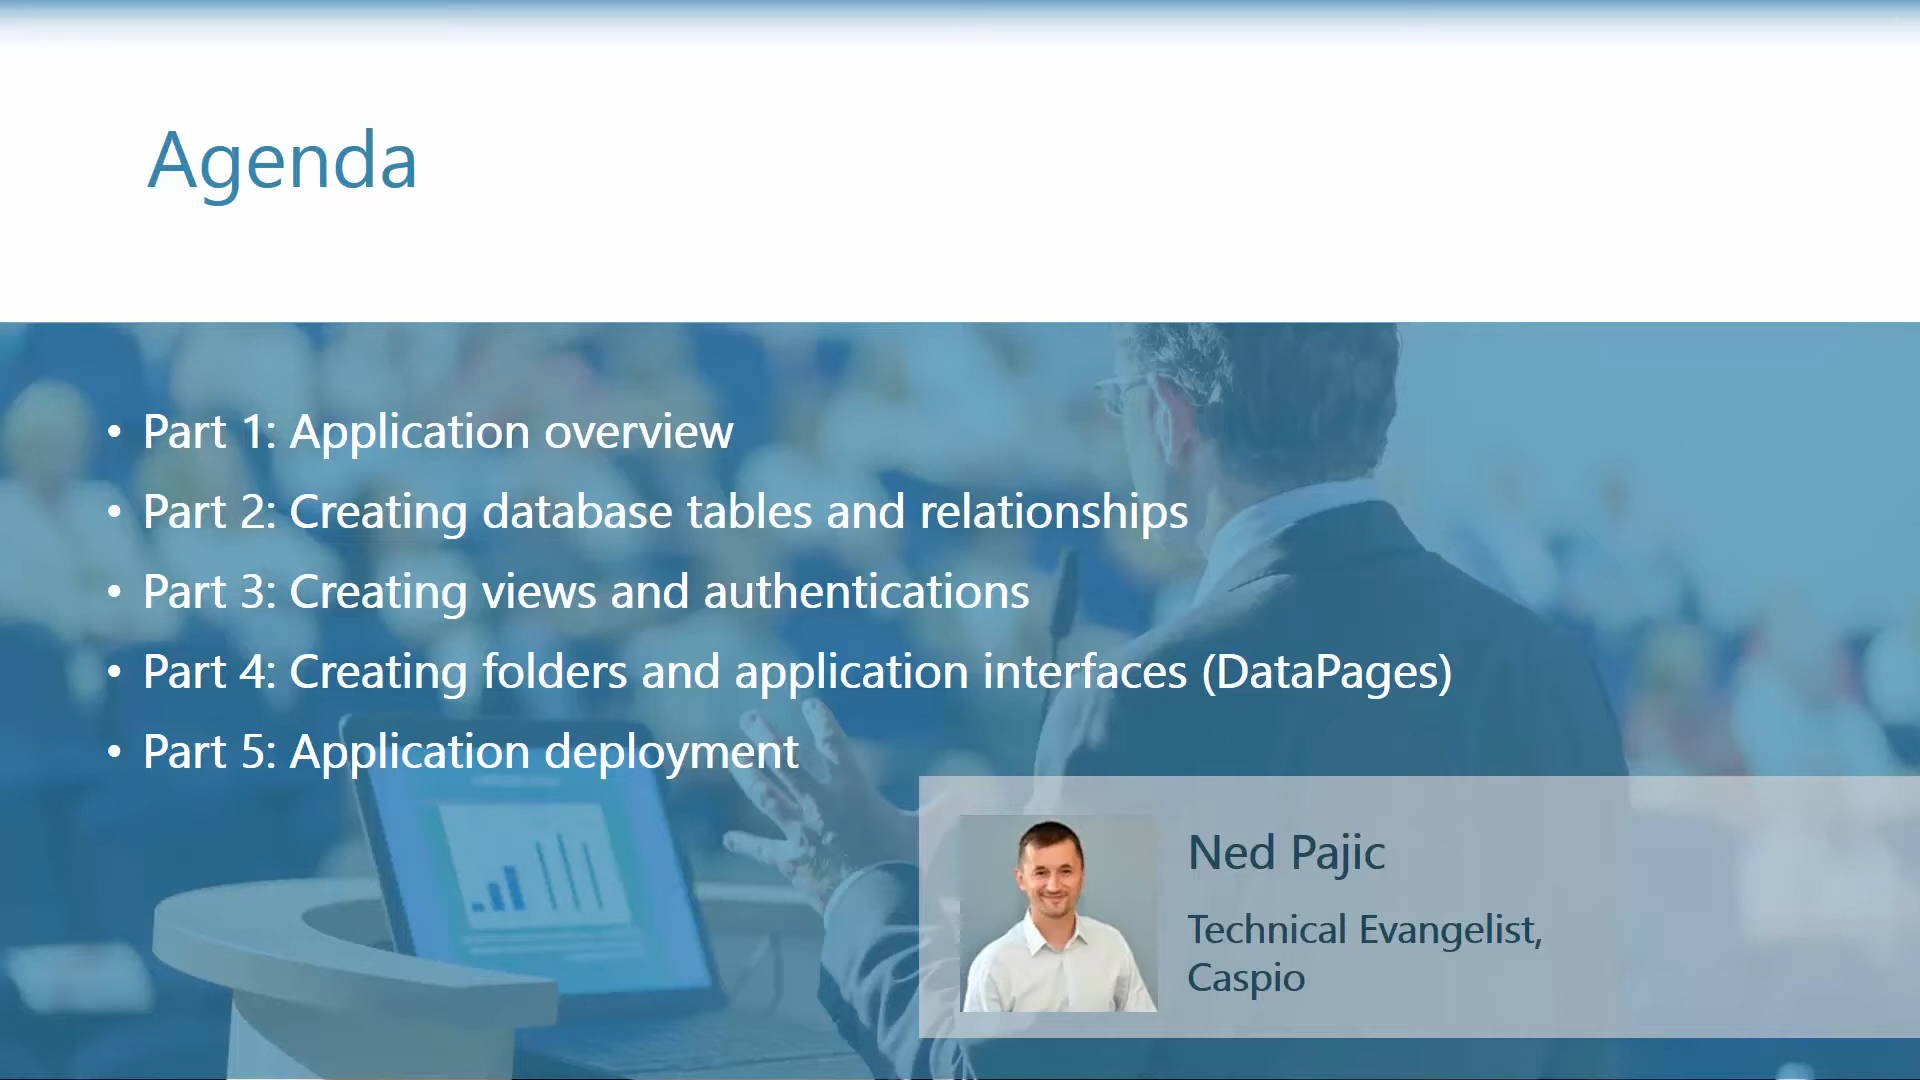 Agenda
• Part 1: Application overview
• Part 2: Creating database tables and relationships
• Part 3: Creating views and authentications
• Part 4: Creating folders and application interfaces (DataPages)
• Part 5: Application deployment
Ned Pajic
Technical Evangelist,
Caspio